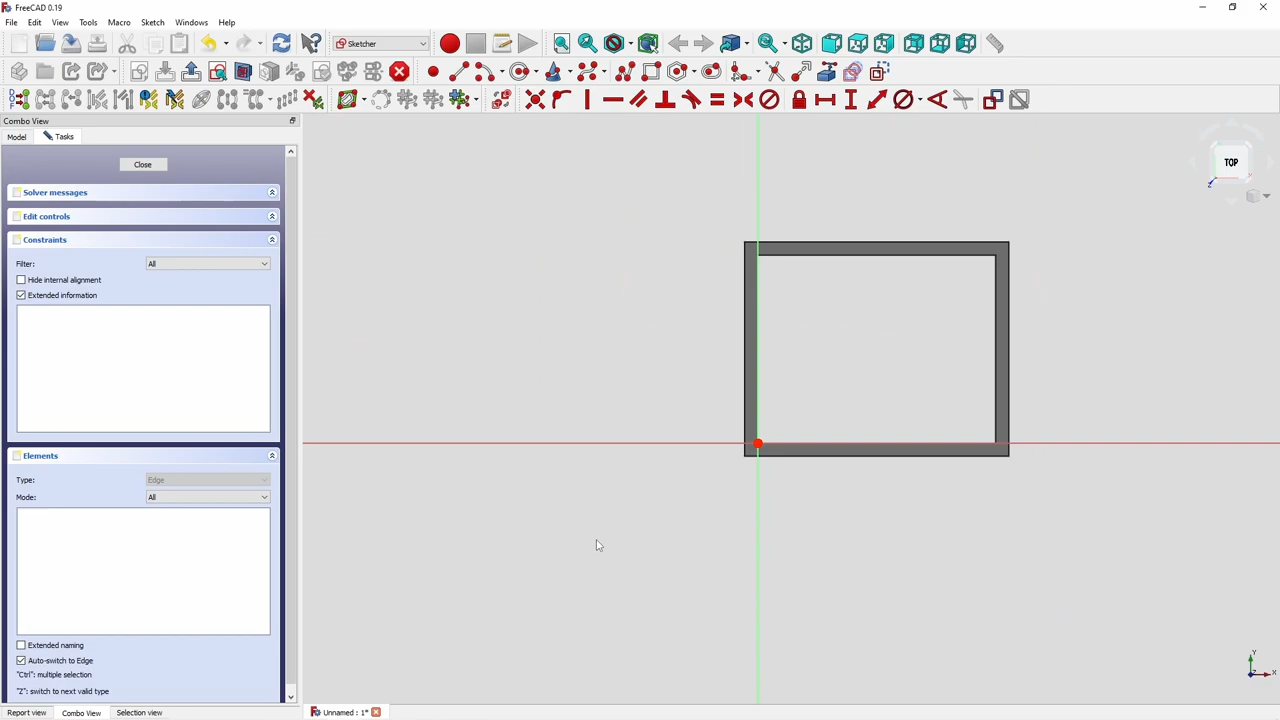 FreeCAD 0.19
File Edit View Tools Macro Sketch Windows Help
Sketcher
Combo View
Model Tasks
Close
Solver messages
Edit controls
Constraints
Filter: All
Hide internal alignment
Extended information
Elements
Type: Edge
Mode: All
Extended naming
Auto-switch to Edge
"Ctrl": multiple selection
"Z": switch to next valid type
Report view Combo View Selection view
Unnamed : 1*
TOP
Y
X